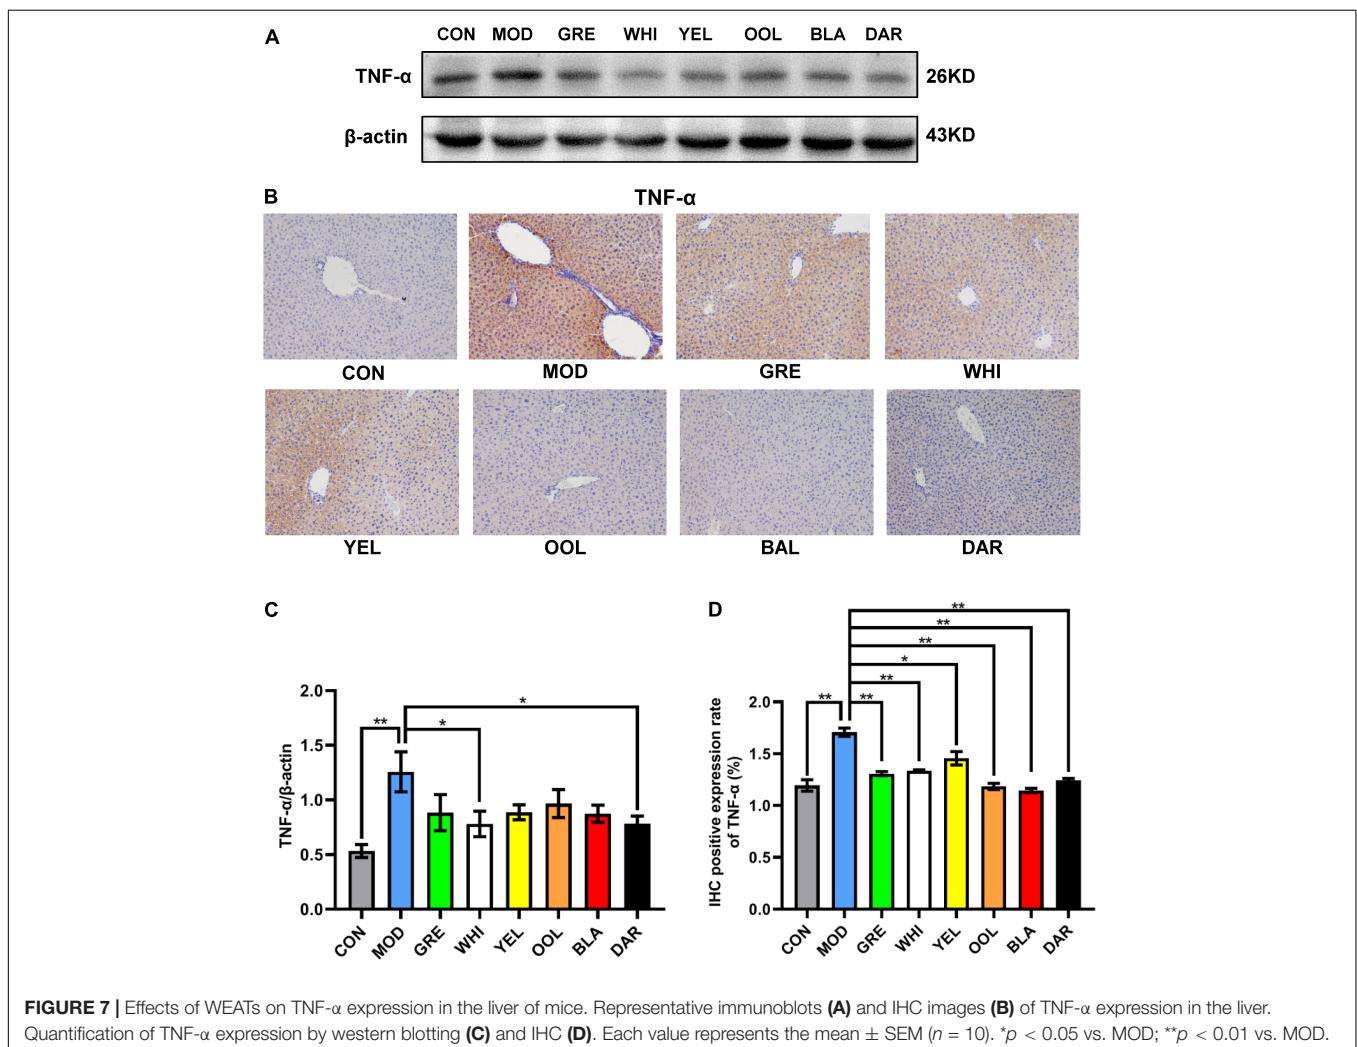 A
CON MOD GRE WHI YEL OOL BLA DAR
TNF-α 26KD
β-actin 43KD
B
TNF-α
CON MOD GRE WHI
YEL OOL BAL DAR
C
TNF-α/β-actin
2.0
1.5
1.0
0.5
0.0
** * *
CON MOD GRE WHI YEL OOL BLA DAR
D
IHC positive expression rate
of TNF-α (%)
2.0
1.5
1.0
0.5
0.0
**
**
**
*
**
** **
CON MOD GRE WHI YEL OOL BLA DAR
FIGURE 7 | Effects of WEATs on TNF-α expression in the liver of mice. Representative immunoblots (A) and IHC images (B) of TNF-α expression in the liver.
Quantification of TNF-α expression by western blotting (C) and IHC (D). Each value represents the mean ± SEM (n = 10). *p < 0.05 vs. MOD; **p < 0.01 vs. MOD.